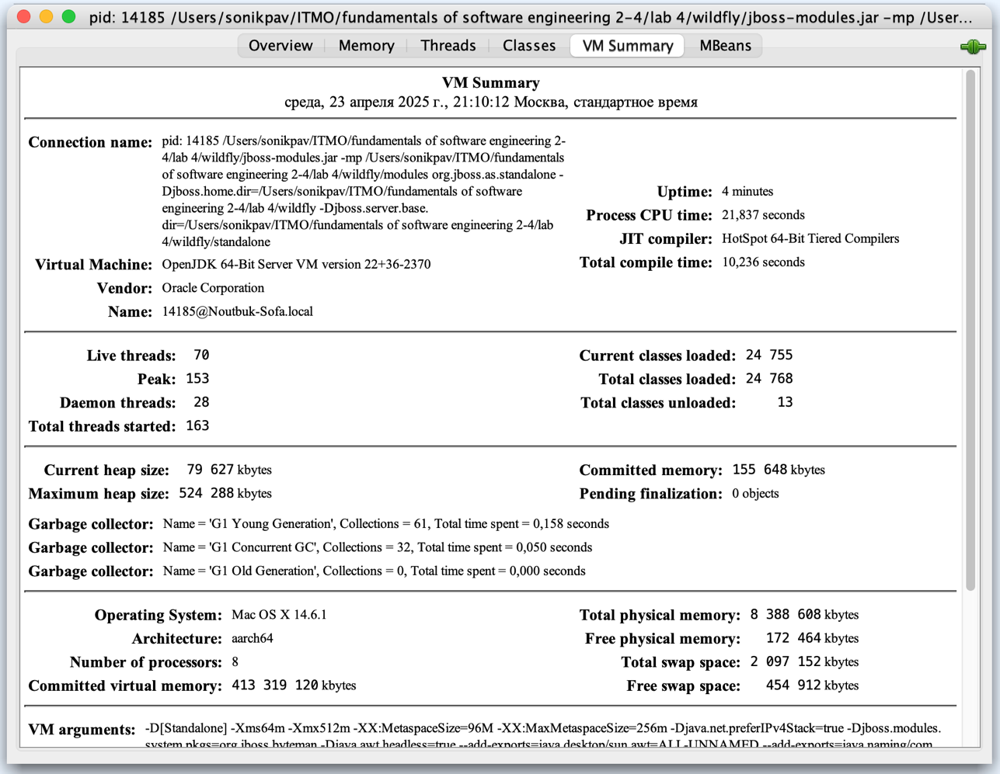 pid: 14185 /Users/sonikpav/ITMO/fundamentals of software engineering 2-4/lab 4/wildfly/jboss-modules.jar -mp /User...
Overview Memory Threads Classes VM Summary MBeans
VM Summary
среда, 23 апреля 2025 г., 21:10:12 Москва, стандартное время
Connection name: pid: 14185 /Users/sonikpav/ITMO/fundamentals of software engineering 2-
4/lab 4/wildfly/jboss-modules.jar -mp /Users/sonikpav/ITMO/fundamentals
of software engineering 2-4/lab 4/wildfly/modules org.jboss.as.standalone -
Djboss.home.dir=/Users/sonikpav/ITMO/fundamentals of software
engineering 2-4/lab 4/wildfly -Djboss.server.base.
dir=/Users/sonikpav/ITMO/fundamentals of software engineering 2-4/lab
4/wildfly/standalone
Virtual Machine: OpenJDK 64-Bit Server VM version 22+36-2370
Vendor: Oracle Corporation
Name: 14185@Noutbuk-Sofa.local
Uptime: 4 minutes
Process CPU time: 21,837 seconds
JIT compiler: HotSpot 64-Bit Tiered Compilers
Total compile time: 10,236 seconds
Live threads: 70
Peak: 153
Daemon threads: 28
Total threads started: 163
Current classes loaded: 24 755
Total classes loaded: 24 768
Total classes unloaded: 13
Current heap size: 79 627 kbytes
Maximum heap size: 524 288 kbytes
Committed memory: 155 648 kbytes
Pending finalization: 0 objects
Garbage collector: Name = 'G1 Young Generation', Collections = 61, Total time spent = 0,158 seconds
Garbage collector: Name = 'G1 Concurrent GC', Collections = 32, Total time spent = 0,050 seconds
Garbage collector: Name = 'G1 Old Generation', Collections = 0, Total time spent = 0,000 seconds
Operating System: Mac OS X 14.6.1
Architecture: aarch64
Number of processors: 8
Committed virtual memory: 413 319 120 kbytes
Total physical memory: 8 388 608 kbytes
Free physical memory: 172 464 kbytes
Total swap space: 2 097 152 kbytes
Free swap space: 454 912 kbytes
VM arguments: -D[Standalone] -Xms64m -Xmx512m -XX:MetaspaceSize=96M -XX:MaxMetaspaceSize=256m -Djava.net.preferIPv4Stack=true -Djboss.modules.
system.pkgs=org.jboss.byteman -Djava.awt.headless=true --add-exports=java.desktop/sun.awt=ALL-UNNAMED --add-exports=java.naming/com.